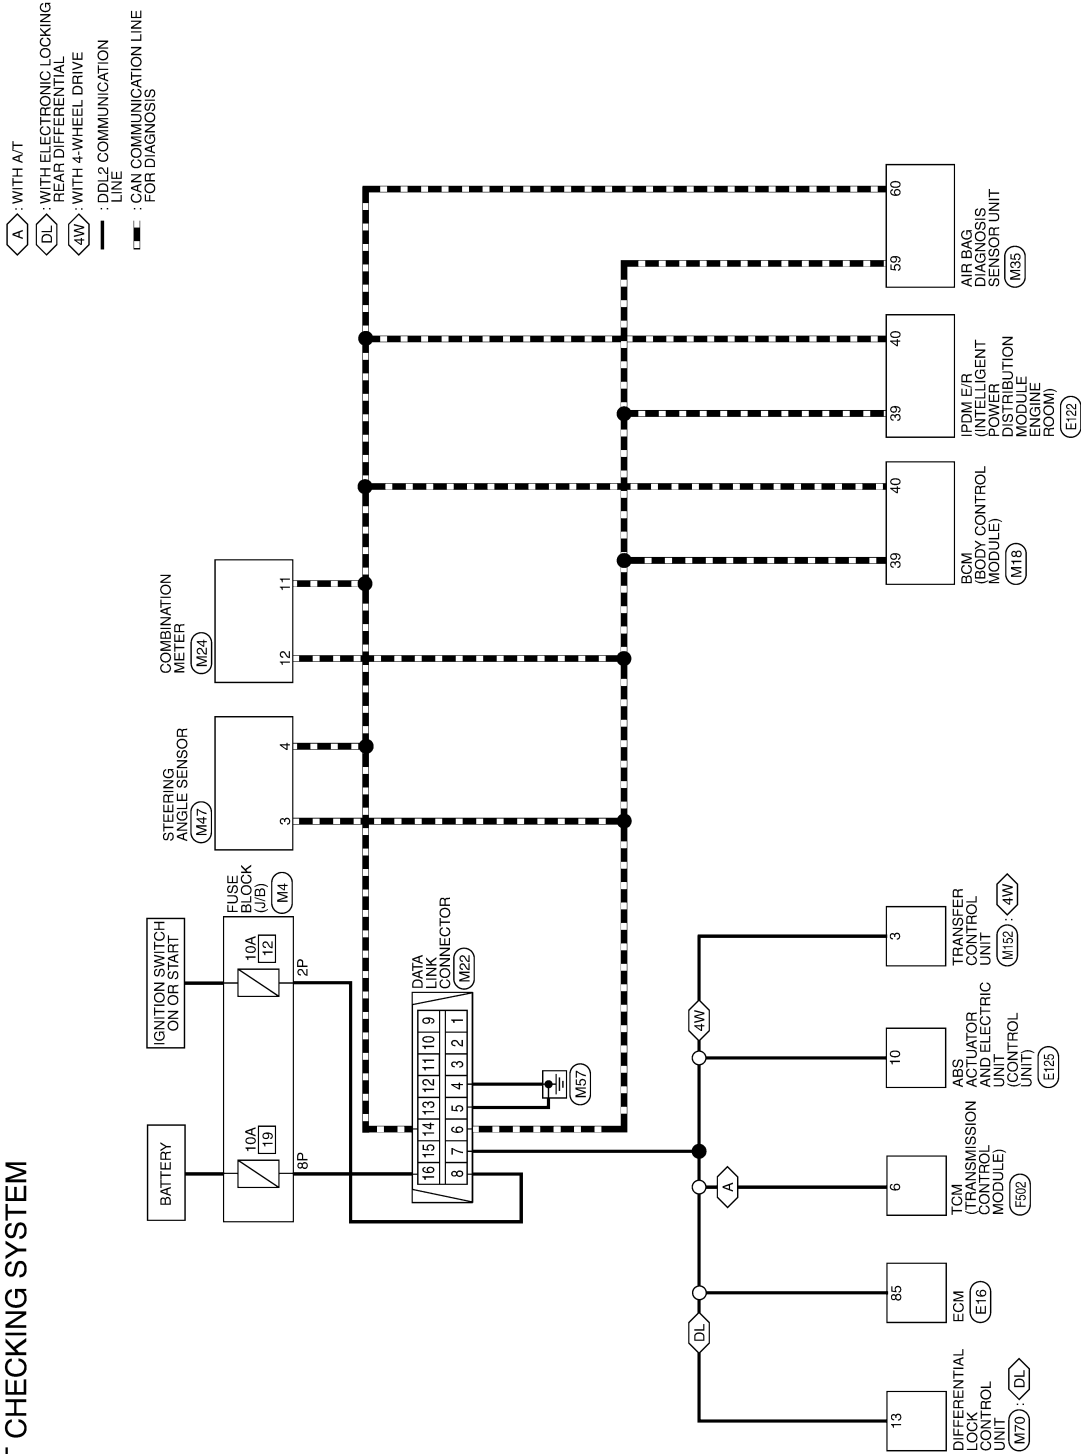 T CHECKING SYSTEM
A : WITH A/T
DL : WITH ELECTRONIC LOCKING
REAR DIFFERENTIAL
4W : WITH 4-WHEEL DRIVE
: DDL2 COMMUNICATION
LINE
: CAN COMMUNICATION LINE
FOR DIAGNOSIS
BATTERY
IGNITION SWITCH
ON OR START
10A
19
8P
10A
12
2P
FUSE
BLOCK
(J/B)
M4
STEERING
ANGLE SENSOR
M47
3
4
COMBINATION
METER
M24
12
11
DATA
LINK
CONNECTOR
M22
16 15 14 13 12 11 10 9
8 7 6 5 4 3 2 1
M57
DL
A
4W
13
DIFFERENTIAL
LOCK
CONTROL
UNIT
M70 : DL
85
ECM
E16
6
TCM
(TRANSMISSION
CONTROL
MODULE)
F502
10
ABS
ACTUATOR
AND ELECTRIC
UNIT
(CONTROL
UNIT)
E125
3
TRANSFER
CONTROL
UNIT
M152 : 4W
39
40
BCM
(BODY CONTROL
MODULE)
M18
39
40
IPDM E/R
(INTELLIGENT
POWER
DISTRIBUTION
MODULE
ENGINE
ROOM)
E122
59
60
AIR BAG
DIAGNOSIS
SENSOR UNIT
M35